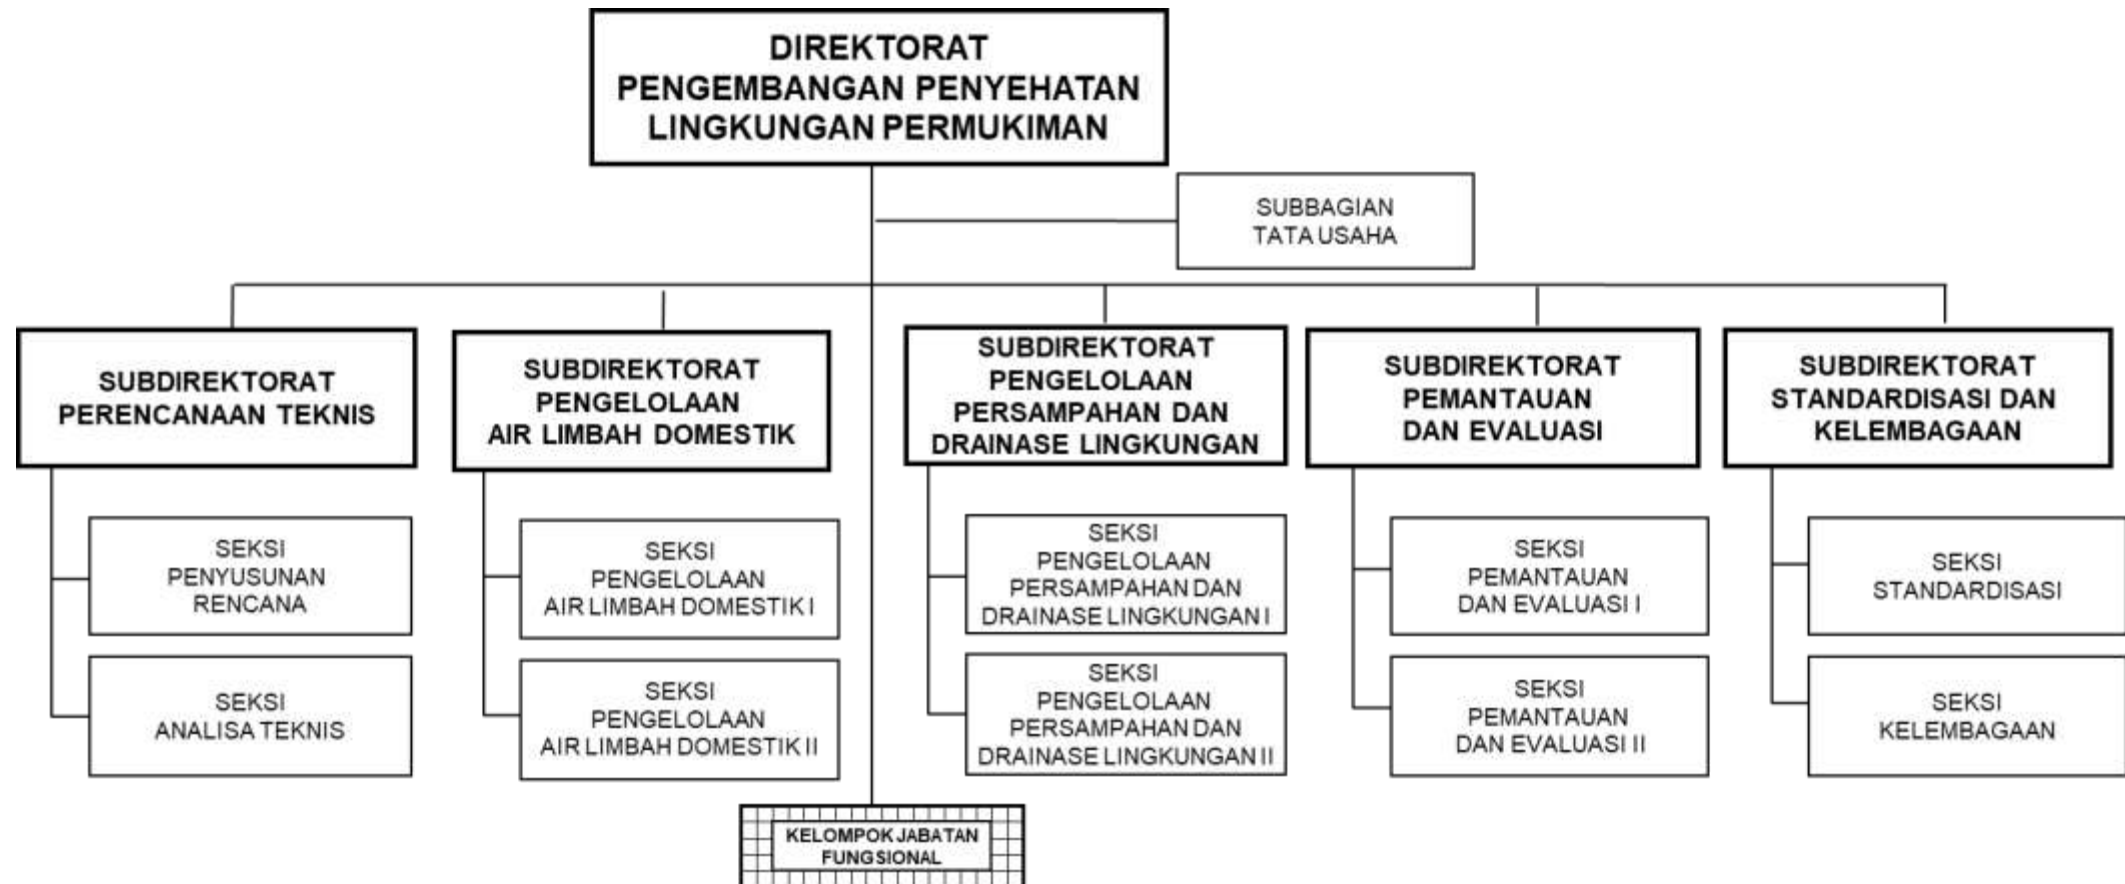 DIREKTORAT
PENGEMBANGAN PENYEHATAN
LINGKUNGAN PERMUKIMAN
SUBBAGIAN
TATA USAHA
SUBDIREKTORAT
PERENCANAAN TEKNIS
SUBDIREKTORAT
PENGELOLAAN
AIR LIMBAH DOMESTIK
SUBDIREKTORAT
PENGELOLAAN
PERSAMPAHAN DAN
DRAINASE LINGKUNGAN
SUBDIREKTORAT
PEMANTAUAN
DAN EVALUASI
SUBDIREKTORAT
STANDARDISASI DAN
KELEMBAGAAN
SEKSI
PENYUSUNAN
RENCANA
SEKSI
PENGELOLAAN
AIR LIMBAH DOMESTIK I
SEKSI
PENGELOLAAN
PERSAMPAHAN DAN
DRAINASE LINGKUNGAN I
SEKSI
PEMANTAUAN
DAN EVALUASI I
SEKSI
STANDARDISASI
SEKSI
ANALISA TEKNIS
SEKSI
PENGELOLAAN
AIR LIMBAH DOMESTIK II
SEKSI
PENGELOLAAN
PERSAMPAHAN DAN
DRAINASE LINGKUNGAN II
SEKSI
PEMANTAUAN
DAN EVALUASI II
SEKSI
KELEMBAGAAN
KELOMPOK JABATAN
FUNGSIONAL